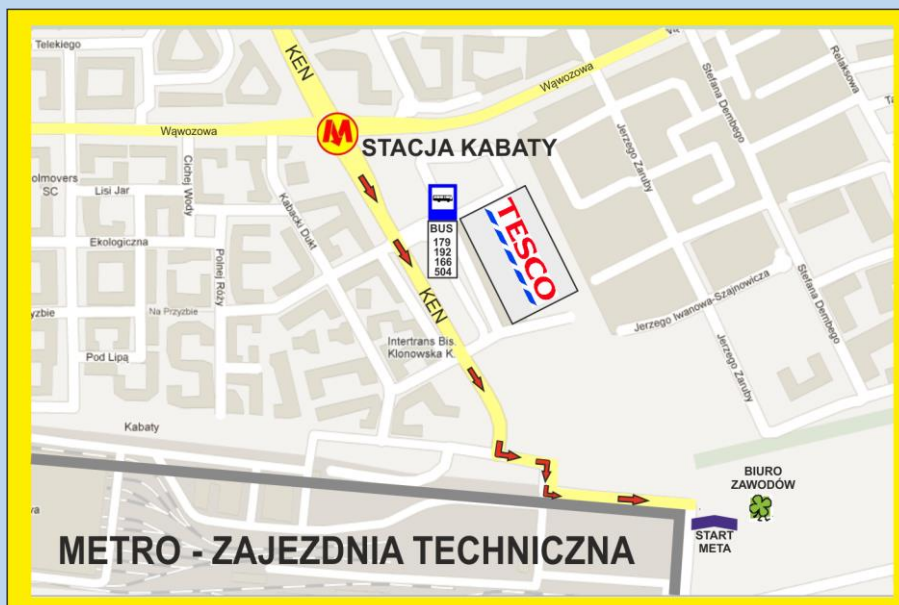 Telekiego
KEN
Wąwozowa
Stefana Dembego
Relaksowa
Wąwozowa
M
STACJA KABATY
Jerzego Zaruby
Cichej Wody
SC
Lisi Jar
Kabacki Dukt
BUS
179
192
166
504
TESCO
Ekologiczna
Polnej Róży
KEN
Na Przyzbie
Jerzego Iwanowa-Szajnowicza
Stefana Dembego
Intertrans Bis.
Klonowska K.
Pod Lipą
Jerzego Zaruby
Kabaty
BIURO
ZAWODÓW
START
META
METRO - ZAJEZDNIA TECHNICZNA